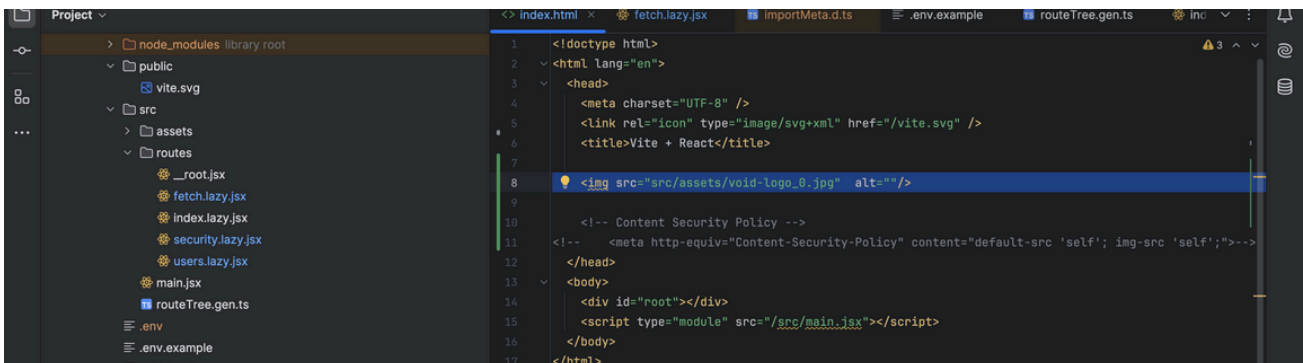 Project
node_modules library root
public
vite.svg
src
assets
routes
__root.jsx
fetch.lazy.jsx
index.lazy.jsx
security.lazy.jsx
users.lazy.jsx
main.jsx
TS routeTree.gen.ts
.env
.env.example
<> index.html × fetch.lazy.jsx TS importMeta.d.ts .env.example TS routeTree.gen.ts ind
3
1 <!doctype html>
2 <html lang="en">
3 <head>
4 <meta charset="UTF-8" />
5 <link rel="icon" type="image/svg+xml" href="/vite.svg" />
6 <title>Vite + React</title>
7
8 <img src="src/assets/void-logo_0.jpg"  alt=""/>
9
10 <!-- Content Security Policy -->
11 <!--    <meta http-equiv="Content-Security-Policy" content="default-src 'self'; img-src 'self';">-->
12 </head>
13 <body>
14 <div id="root"></div>
15 <script type="module" src="/src/main.jsx"></script>
16 </body>
17 </html>